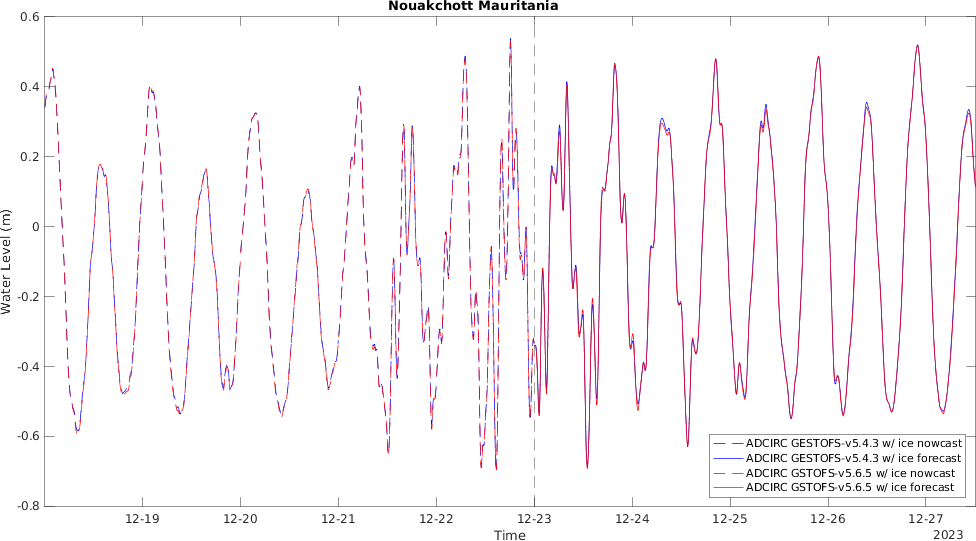 Nouakchott Mauritania
0.6
0.4
0.2
0
-0.2
-0.4
-0.6
-0.8
Water Level (m)
ADCIRC GESTOFS-v5.4.3 w/ ice nowcast
ADCIRC GSTOFS-v5.4.3 w/ ice forecast
ADCIRC GSTOFS-v5.6.5 w/ ice nowcast
ADCIRC GSTOFS-v5.6.5 w/ ice forecast
12-19 12-20 12-21 12-22 12-23 12-24 12-25 12-26 12-27
Time
2023